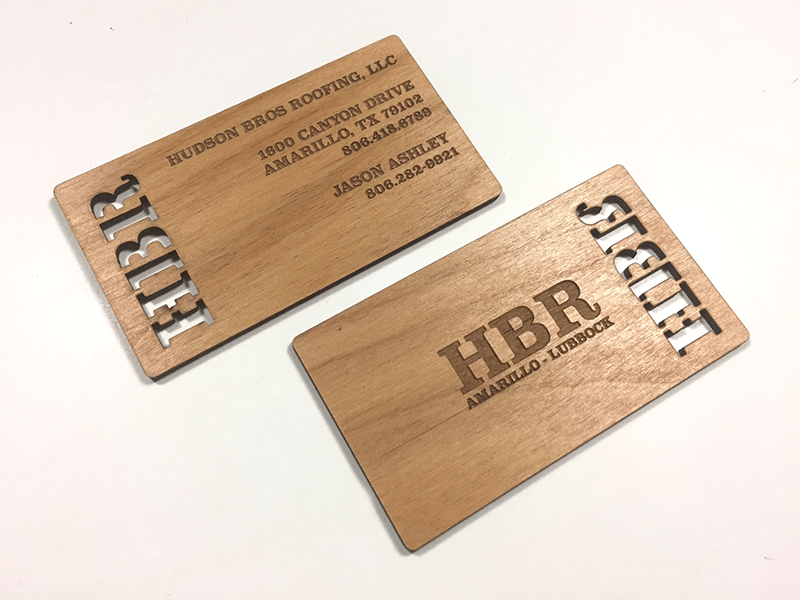 HUDSON BROS ROOFING, LLC
1600 CANYON DRIVE
AMARILLO, TX 79102
806.418.6789
JASON ASHLEY
806.282-9921
HBR
HBR
AMARILLO - LUBBOCK
HBR